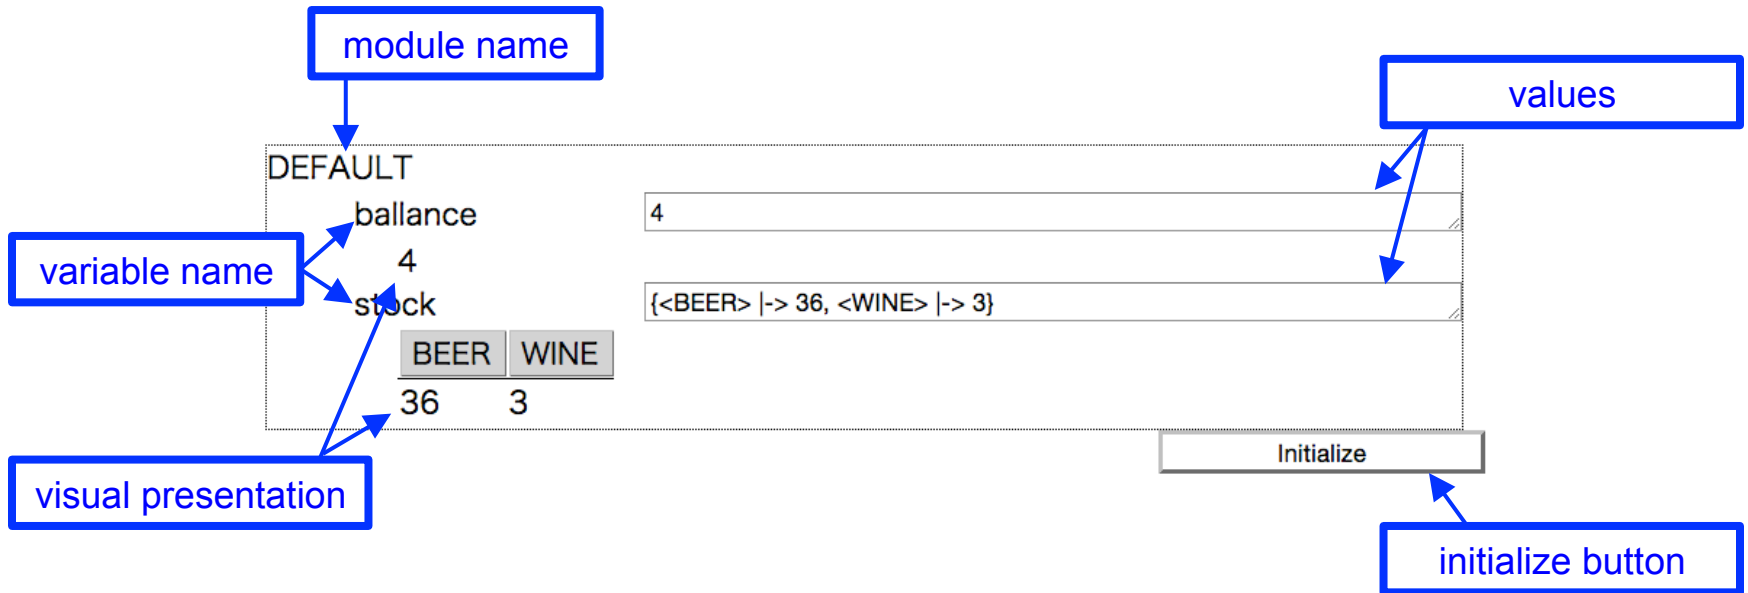 module name
values
DEFAULT
ballance
4
variable name
4
stock
{<BEER> |-> 36, <WINE> |-> 3}
BEER WINE
36 3
Initialize
visual presentation
initialize button